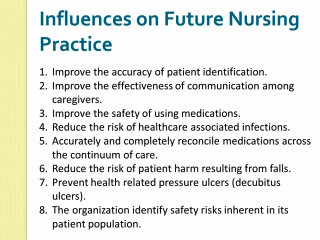 Influences on Future Nursing
Practice
1. Improve the accuracy of patient identification.
2. Improve the effectiveness of communication among
caregivers.
3. Improve the safety of using medications.
4. Reduce the risk of healthcare associated infections.
5. Accurately and completely reconcile medications across
the continuum of care.
6. Reduce the risk of patient harm resulting from falls.
7. Prevent health related pressure ulcers (decubitus
ulcers).
8. The organization identify safety risks inherent in its
patient population.